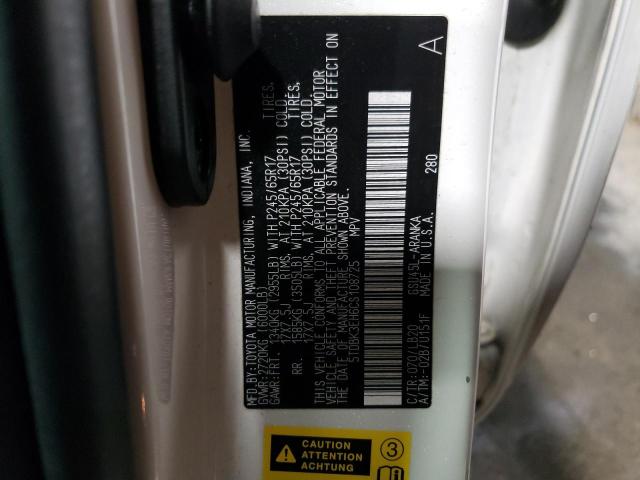 MFD.BY: TOYOTA MOTOR MANUFACTURING, INDIANA, INC.
GVWR:2720KG (6000LB)
GAWR:FRT. 1340KG (2955LB) WITH P245/65R17 TIRES,
17X7.5J RIMS, AT 210KPA (30PSI) COLD.
RR. 1585KG (3505LB) WITH P245/65R17 TIRES,
17X7.5J RIMS, AT 210KPA (30PSI) COLD.
THIS VEHICLE CONFORMS TO ALL APPLICABLE FEDERAL MOTOR
VEHICLE SAFETY AND THEFT PREVENTION STANDARDS IN EFFECT ON
THE DATE OF MANUFACTURE SHOWN ABOVE.
5TDBK3EH6CS108725 MPV
C/TR:070/LB20 GSU45L-ARANKA 280
A/TM:-02B/U151F MADE IN U.S.A.
A
CAUTION
ATTENTION
ACHTUNG
3